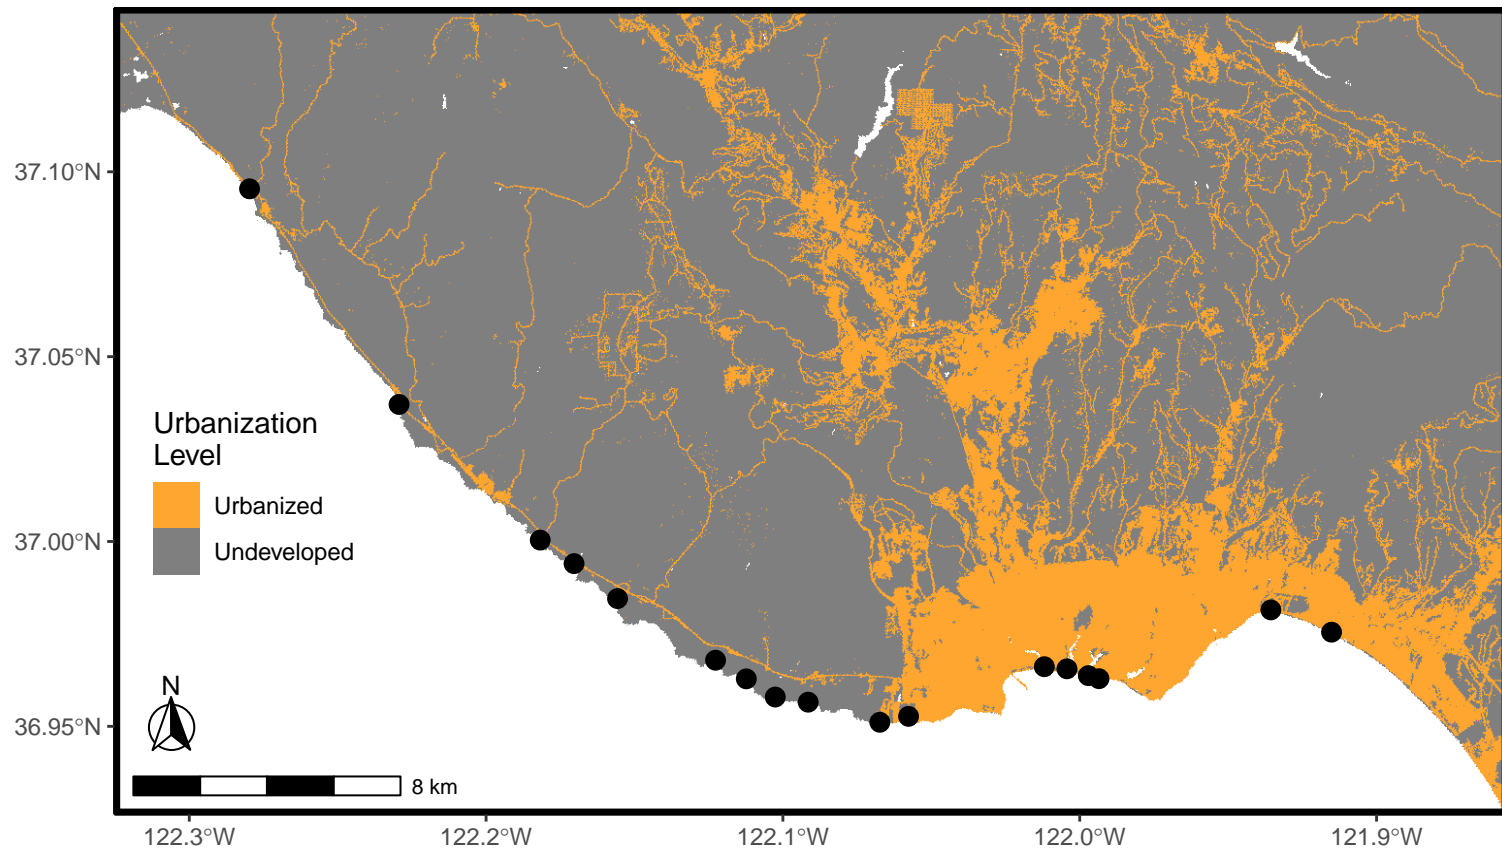 37.10°N
37.05°N
37.00°N
36.95°N
Urbanization
Level
Urbanized
Undeveloped
N
8 km
122.3°W
122.2°W
122.1°W
122.0°W
121.9°W